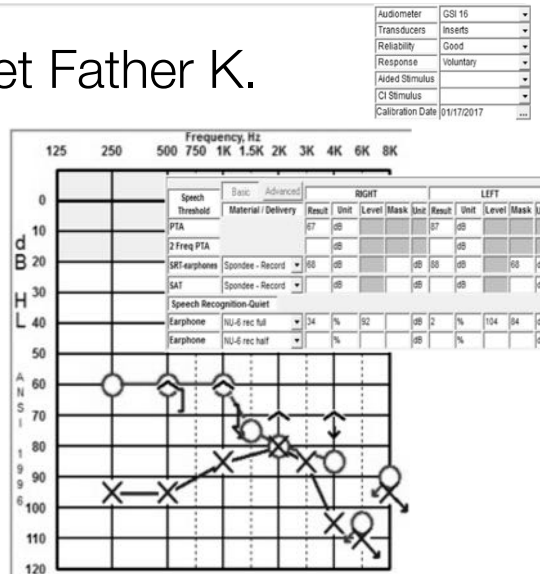 et Father K.
Audiometer GSI 16
Transducers Inserts
Reliability Good
Response Voluntary
Aided Stimulus
CI Stimulus
Calibration Date 01/17/2017 ...
Frequency, Hz
125 250 500 750 1K 1.5K 2K 3K 4K 6K 8K
dB HL
ANSI 1996
0
10
20
30
40
50
60
70
80
90
100
110
120
Speech Threshold Basic Advanced RIGHT LEFT
Material / Delivery Result Unit Level Mask Unit Result Unit Level Mask
PTA 67 dB 87 dB
2 Freq PTA dB dB
SRT-earphones Spondee - Record 68 dB dB 88 dB 68
SAT Spondee - Record dB dB dB
Speech Recognition-Quiet
Earphone NU-6 rec full 34 % 92 dB 2 % 104 84
Earphone NU-6 rec half % dB %